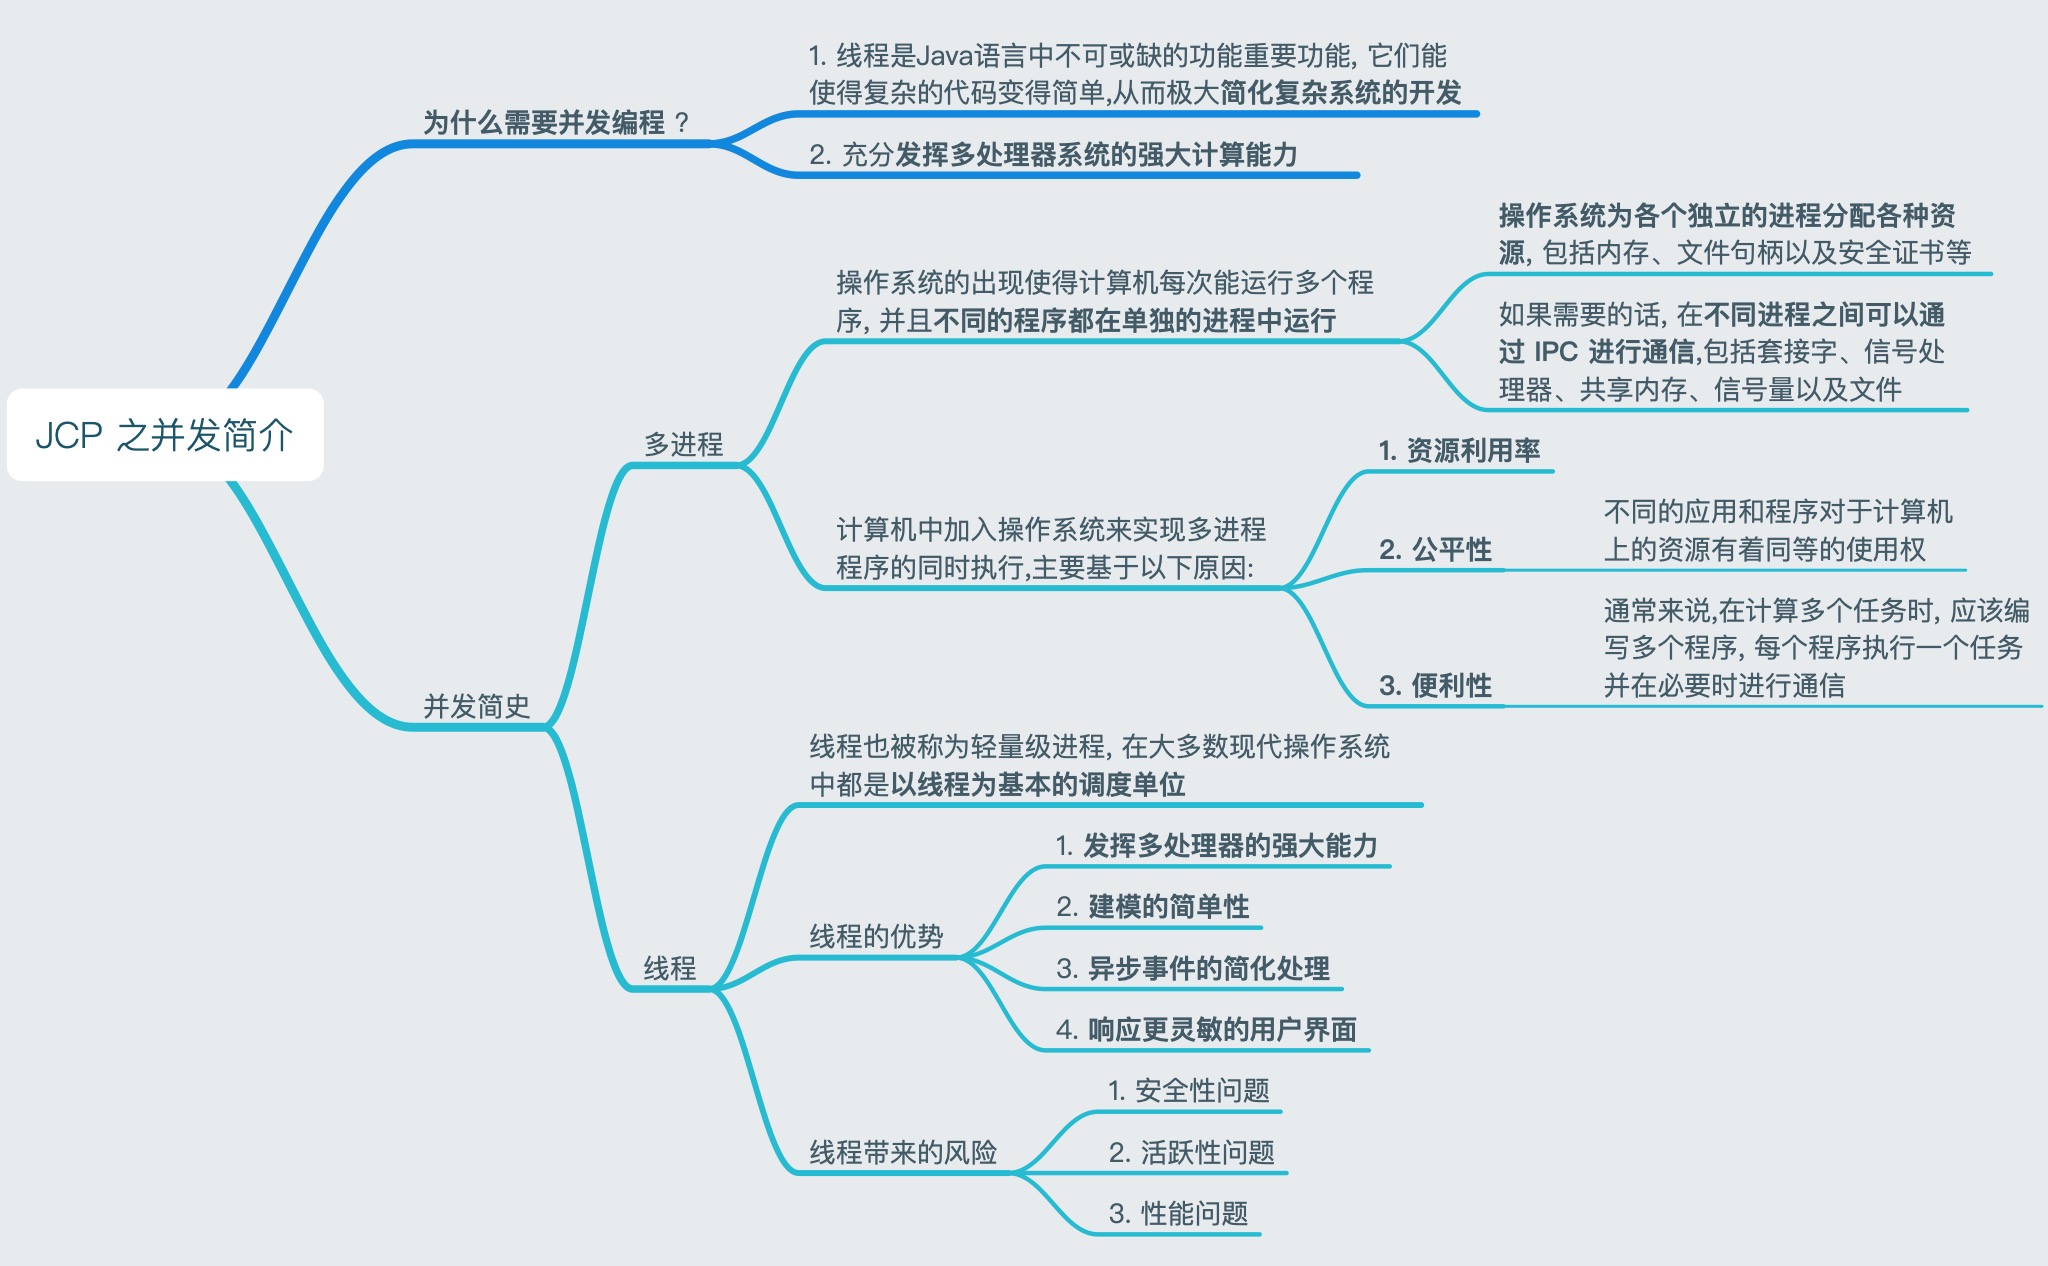 JCP 之并发简介
为什么需要并发编程 ？
1. 线程是Java语言中不可或缺的功能重要功能, 它们能
使得复杂的代码变得简单,从而极大简化复杂系统的开发
2. 充分发挥多处理器系统的强大计算能力
并发简史
多进程
操作系统的出现使得计算机每次能运行多个程
序, 并且不同的程序都在单独的进程中运行
操作系统为各个独立的进程分配各种资
源, 包括内存、文件句柄以及安全证书等
如果需要的话, 在不同进程之间可以通
过 IPC 进行通信,包括套接字、信号处
理器、共享内存、信号量以及文件
计算机中加入操作系统来实现多进程
程序的同时执行,主要基于以下原因:
1. 资源利用率
2. 公平性
不同的应用和程序对于计算机
上的资源有着同等的使用权
3. 便利性
通常来说,在计算多个任务时, 应该编
写多个程序, 每个程序执行一个任务
并在必要时进行通信
线程
线程也被称为轻量级进程, 在大多数现代操作系统
中都是以线程为基本的调度单位
线程的优势
1. 发挥多处理器的强大能力
2. 建模的简单性
3. 异步事件的简化处理
4. 响应更灵敏的用户界面
线程带来的风险
1. 安全性问题
2. 活跃性问题
3. 性能问题